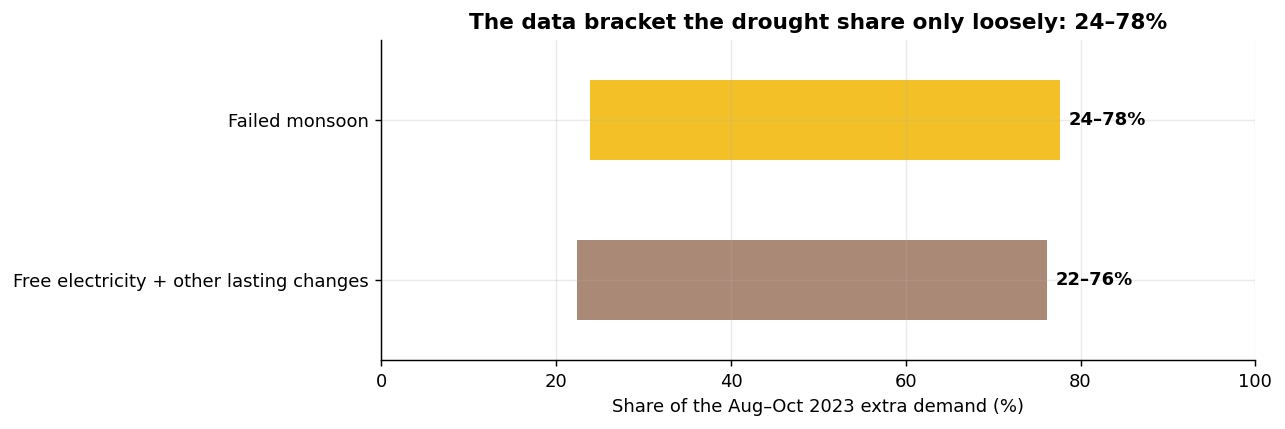 The data bracket the drought share only loosely: 24–78%
Failed monsoon
24–78%
Free electricity + other lasting changes
22–76%
0 20 40 60 80 100
Share of the Aug–Oct 2023 extra demand (%)